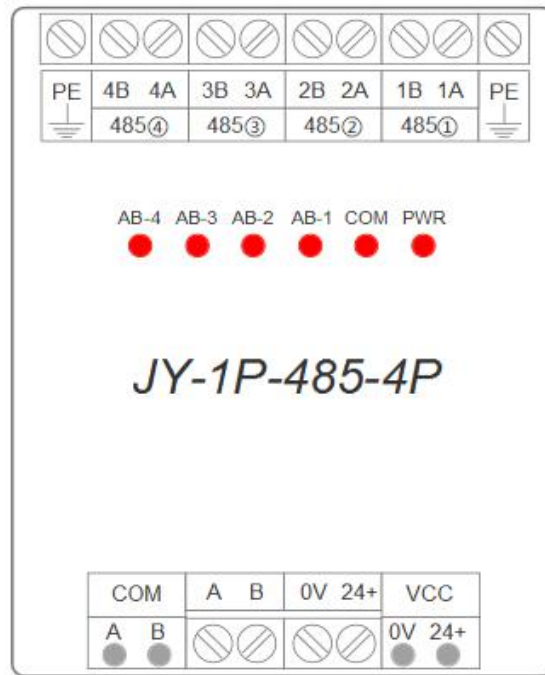 PE 4B 4A 3B 3A 2B 2A 1B 1A PE
485④ 485③ 485② 485①
AB-4 AB-3 AB-2 AB-1 COM PWR
JY-1P-485-4P
COM A B 0V 24+ VCC
A B 0V 24+